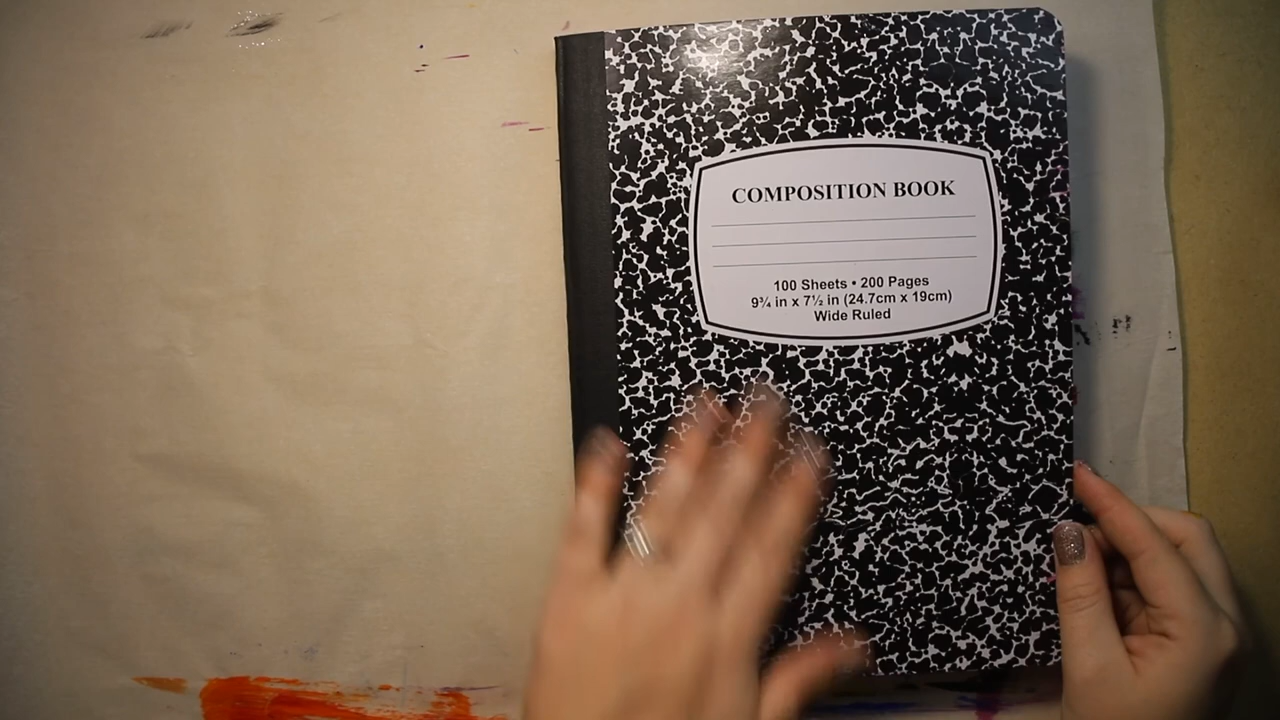 COMPOSITION BOOK
100 Sheets • 200 Pages
9¾ in x 7½ in (24.7cm x 19cm)
Wide Ruled